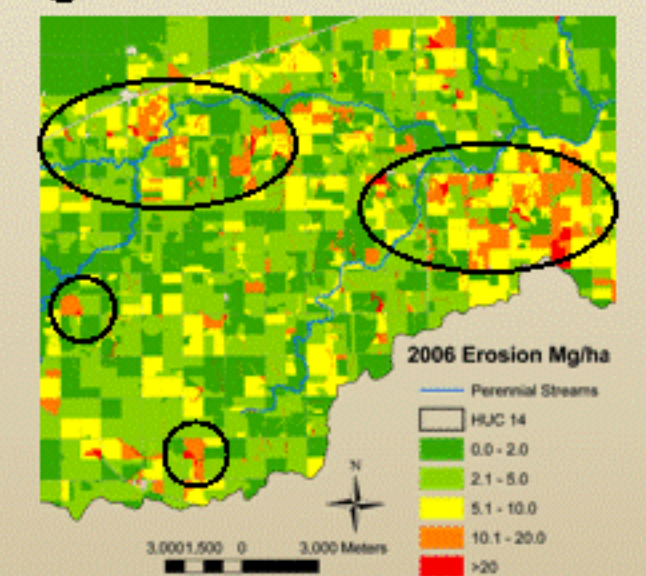 2006 Erosion Mg/ha
Perennial Streams
HUC 14
0.0 - 2.0
2.1 - 5.0
5.1 - 10.0
10.1 - 20.0
>20
N
3,0001,500 0 3,000 Meters